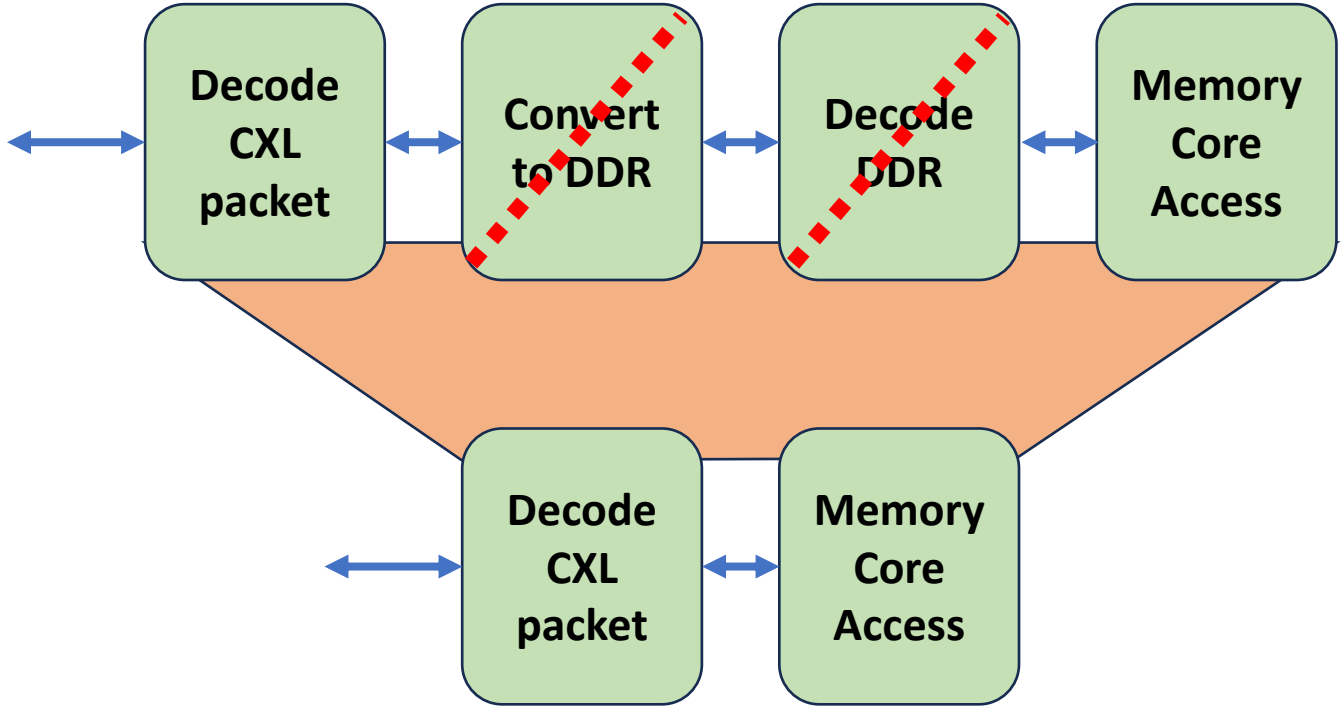 Decode
CXL
packet
Convert
to DDR
Decode
DDR
Memory
Core
Access
Decode
CXL
packet
Memory
Core
Access